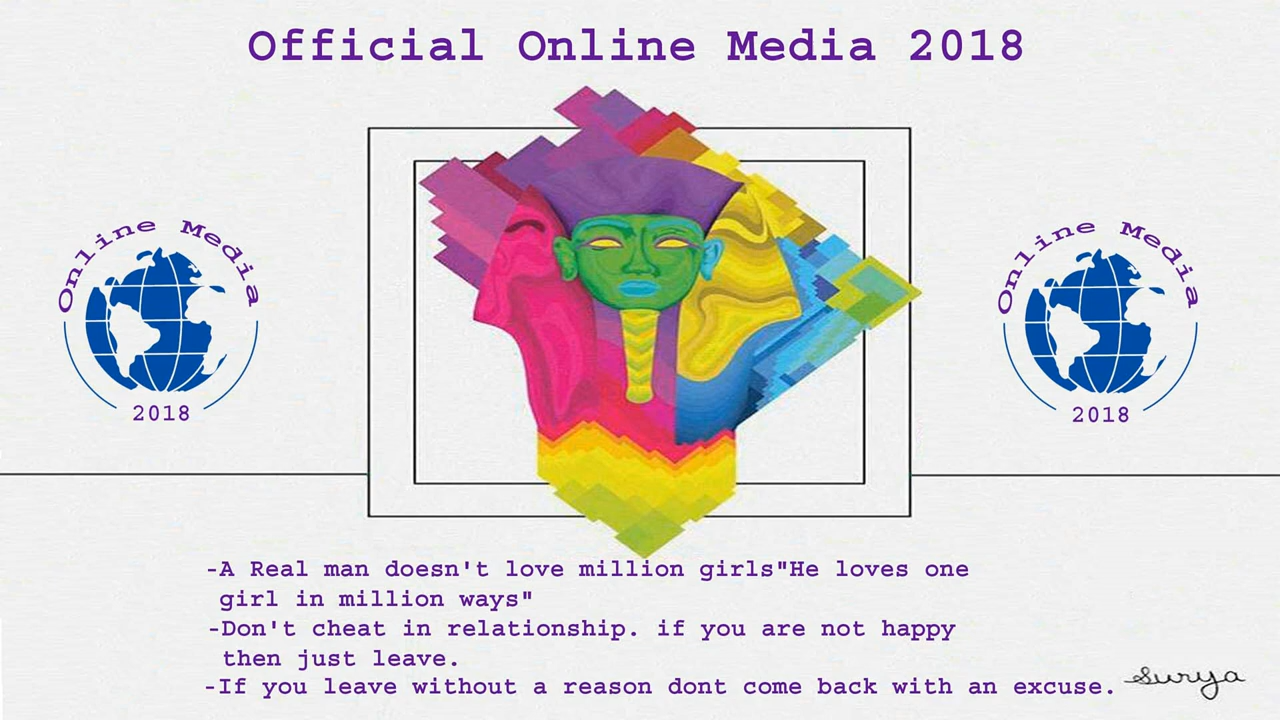 Official Online Media 2018
Online Media
2018
Online Media
2018
-A Real man doesn't love million girls"He loves one
girl in million ways"
-Don't cheat in relationship. if you are not happy
then just leave.
-If you leave without a reason dont come back with an excuse.
Surya